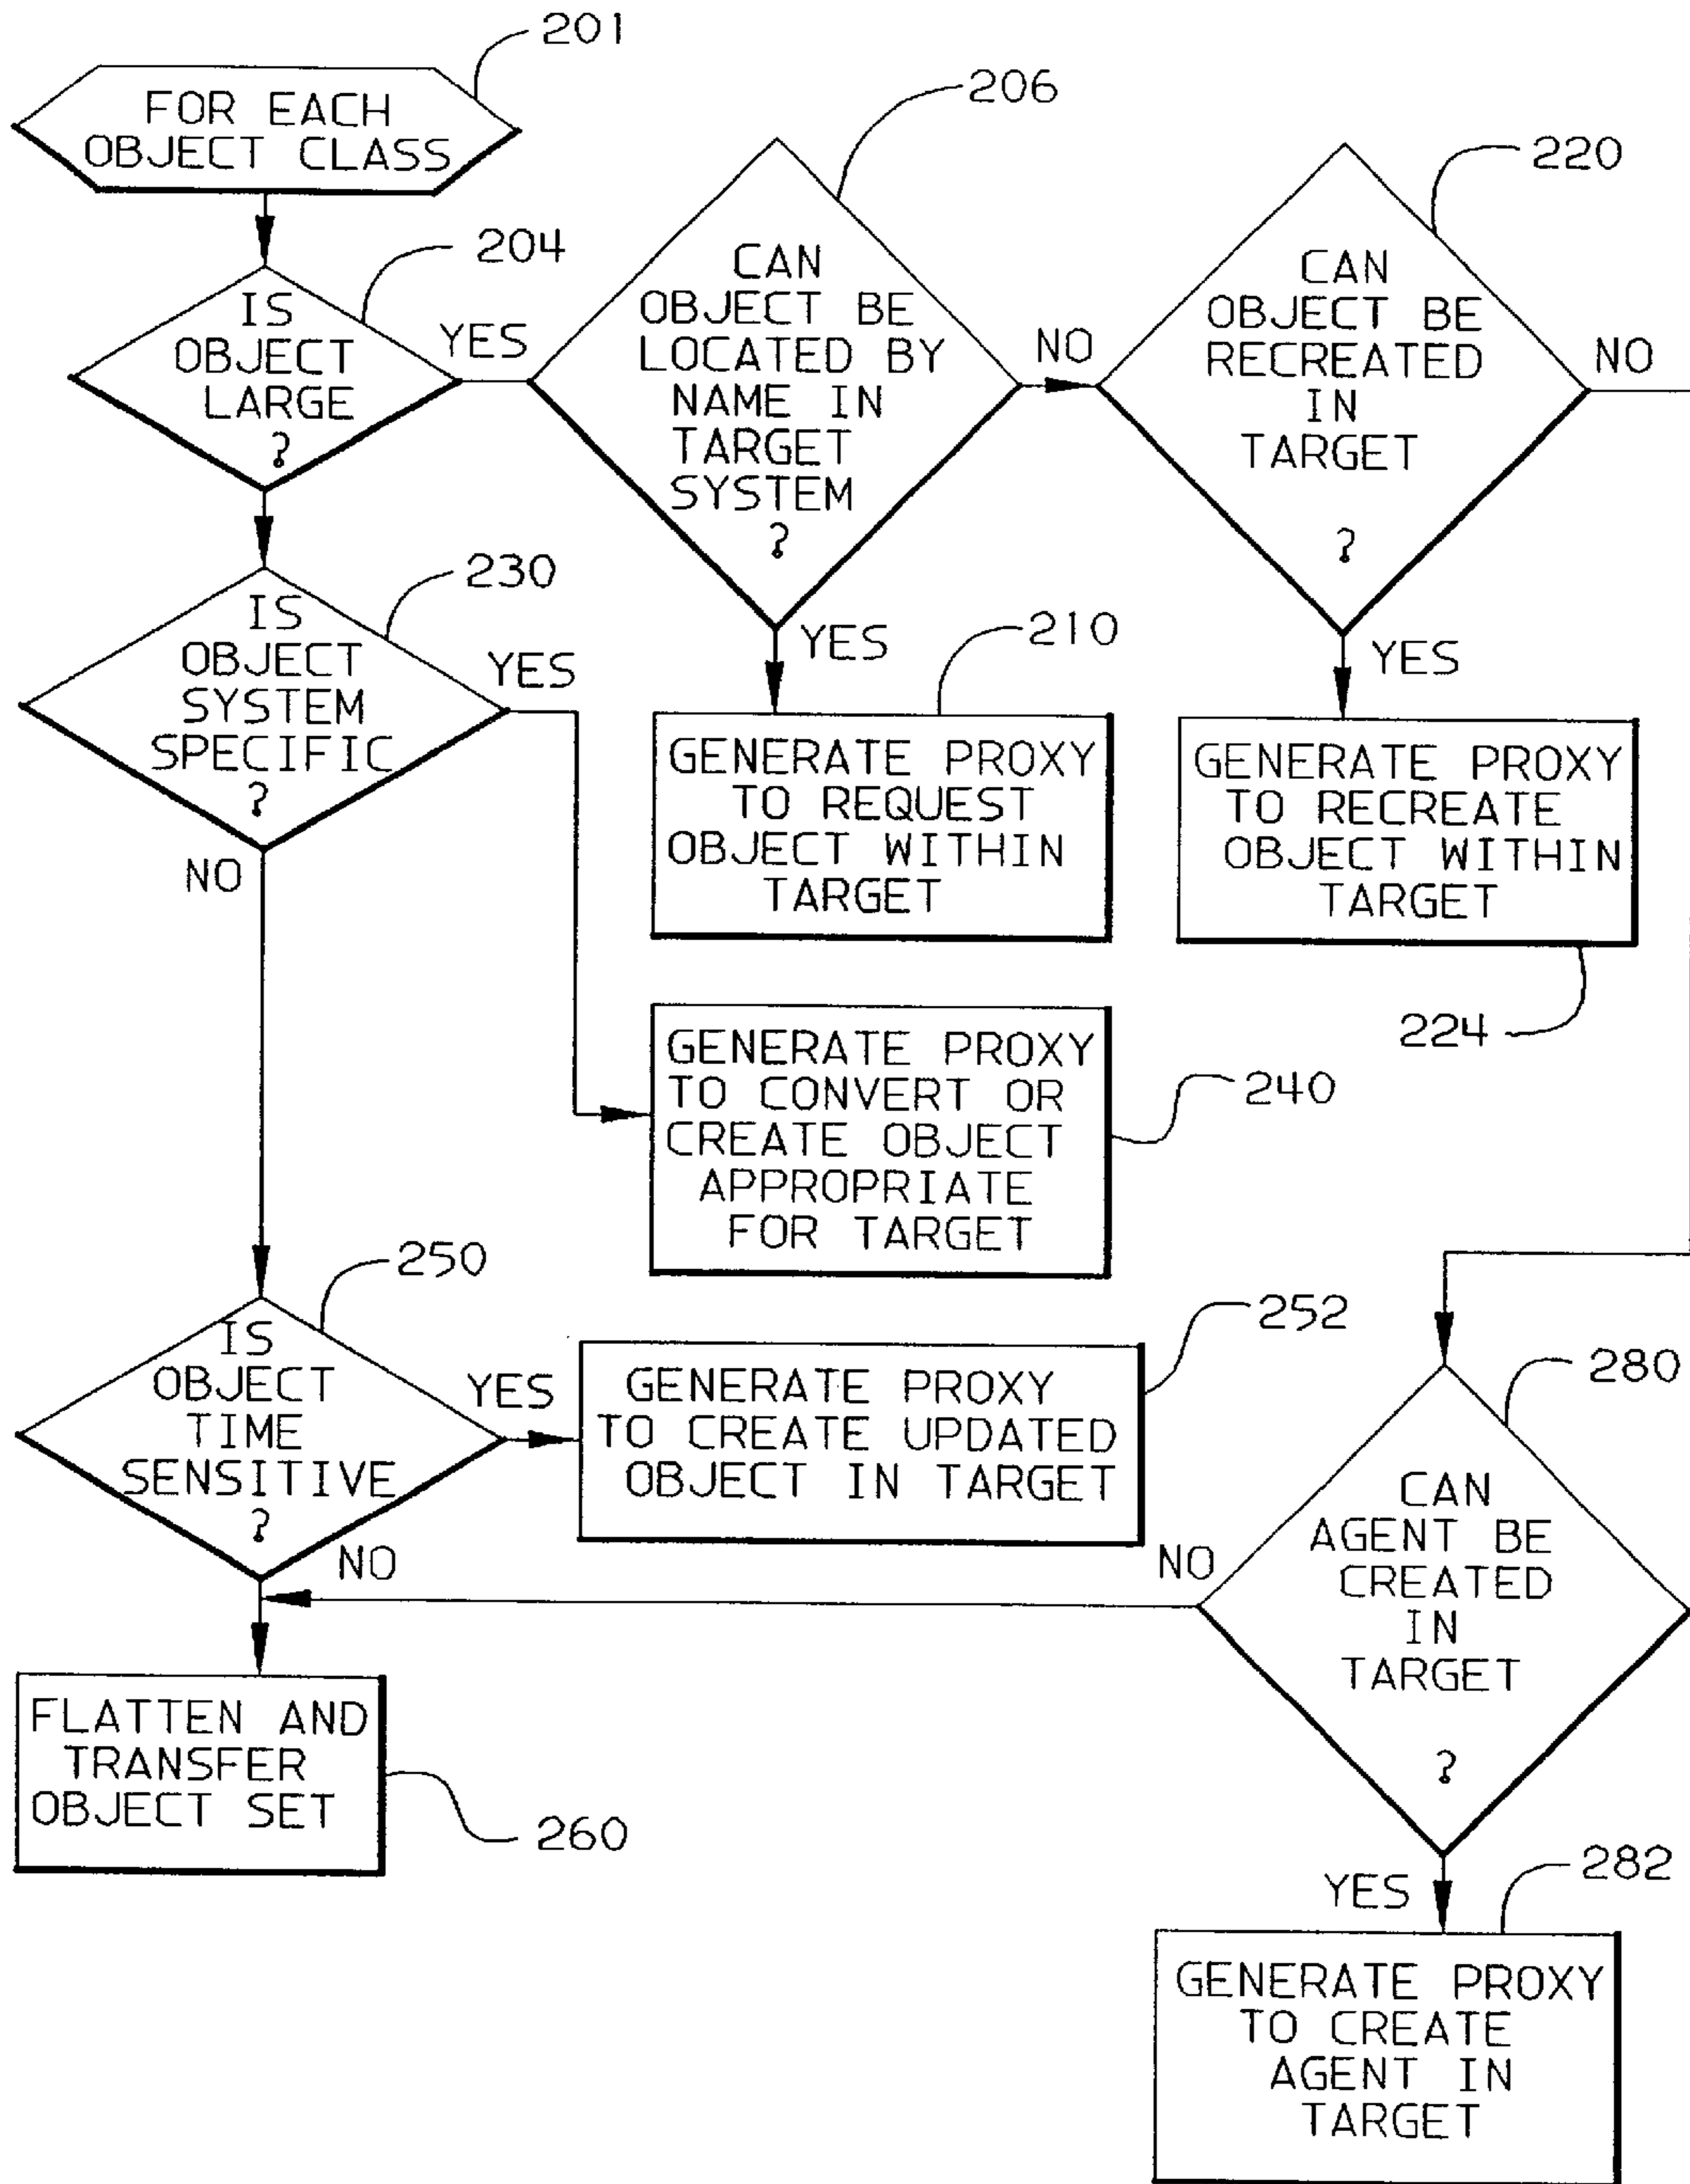 201
FOR EACH
OBJECT CLASS
204
IS
OBJECT
LARGE
?
YES
206
CAN
OBJECT BE
LOCATED BY
NAME IN
TARGET
SYSTEM
?
NO
220
CAN
OBJECT BE
RECREATED
IN
TARGET
?
NO
YES
210
GENERATE PROXY
TO REQUEST
OBJECT WITHIN
TARGET
YES
GENERATE PROXY
TO RECREATE
OBJECT WITHIN
TARGET
224
230
IS
OBJECT
SYSTEM
SPECIFIC
?
YES
NO
GENERATE PROXY
TO CONVERT OR
CREATE OBJECT
APPROPRIATE
FOR TARGET
240
250
IS
OBJECT
TIME
SENSITIVE
?
YES
NO
252
GENERATE PROXY
TO CREATE UPDATED
OBJECT IN TARGET
280
CAN
AGENT BE
CREATED
IN
TARGET
?
NO
YES
FLATTEN AND
TRANSFER
OBJECT SET
260
282
GENERATE PROXY
TO CREATE
AGENT IN
TARGET